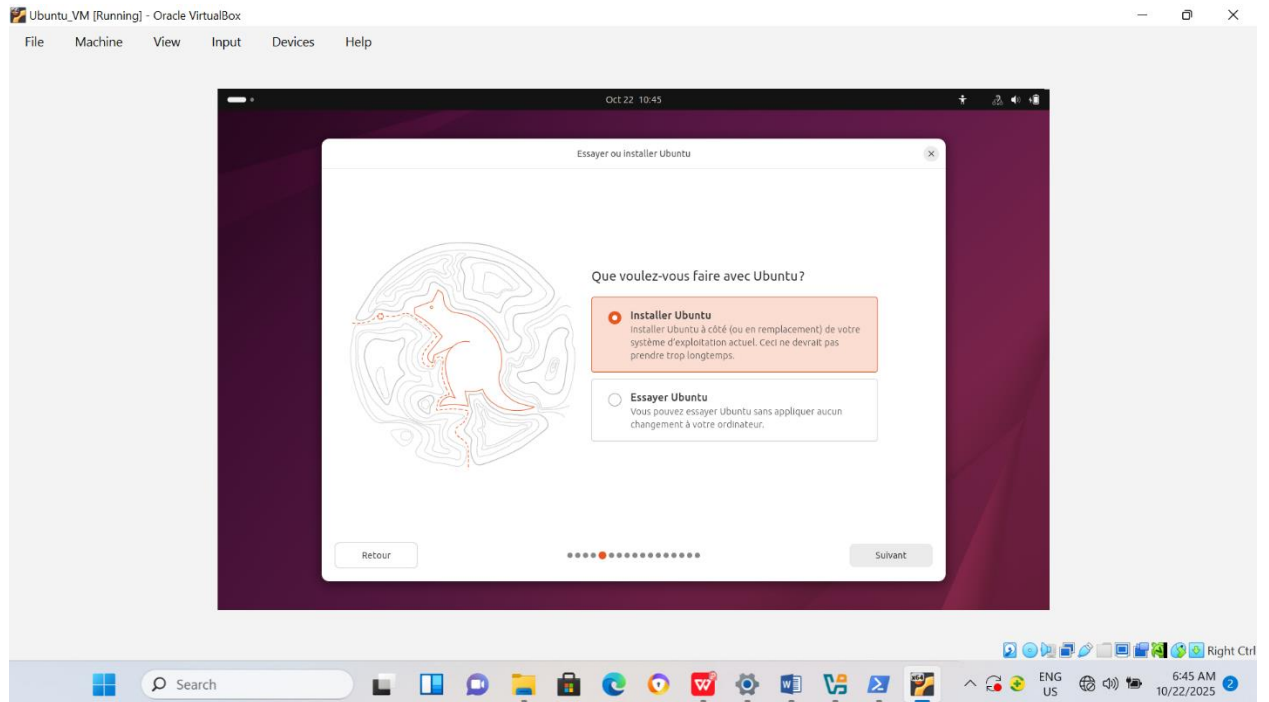 Ubuntu_VM [Running] - Oracle VirtualBox
File Machine View Input Devices Help
Oct 22 10:45
Essayer ou installer Ubuntu
Que voulez-vous faire avec Ubuntu?
Installer Ubuntu
Installer Ubuntu à côté (ou en remplacement) de votre
système d'exploitation actuel. Ceci ne devrait pas
prendre trop longtemps.
Essayer Ubuntu
Vous pouvez essayer Ubuntu sans appliquer aucun
changement à votre ordinateur.
Retour
Suivant
Right Ctrl
Search
ENG
US
6:45 AM
10/22/2025
2